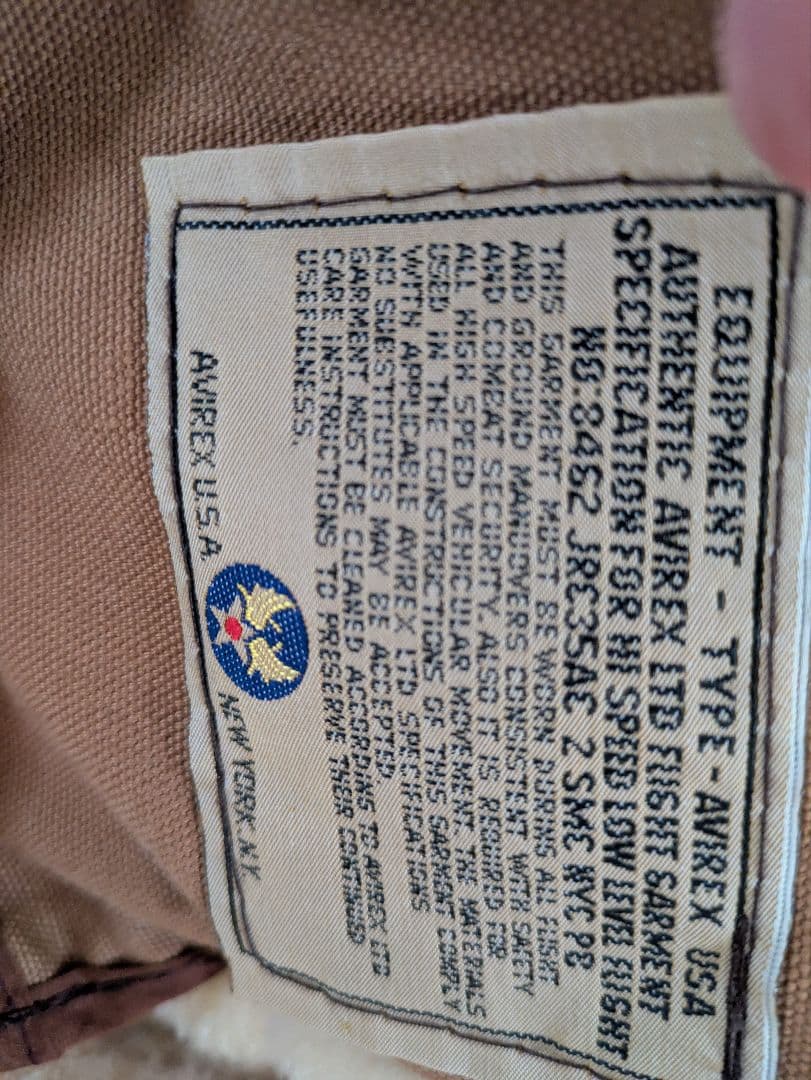 EQUIPMENT - TYPE - AVIREX USA
AUTHENTIC AVIREX LTD FLIGHT GARMENT
SPECIFICATION FOR HI SPEED LOW LEVEL FLIGHT
NO 8462 JRC35AC 2 SMC NYC
THIS GARMENT MUST BE WORN DURING ALL FLIGHT
AND GROUND MANUOVERS CONSISTENT WITH SAFETY
AND COMBAT SECURITY. ALSO IT IS REQUIRED FOR
ALL HIGH SPEED VEHICULAR MOVEMENT. THE MATERIALS
USED IN THE CONSTRUCTIONS OF THIS GARMENT COMPLY
WITH APPLICABLE AVIREX LTD SPECIFICATIONS
NO SUBSTITUTES MAY BE ACCEPTED
GARMENT MUST BE CLEANED ACCORDING TO AVIREX LTD
CARE INSTRUCTIONS TO PRESERVE THEIR CONTINUED
USEFULNESS.
AVIREX U.S.A. NEW YORK N.Y.